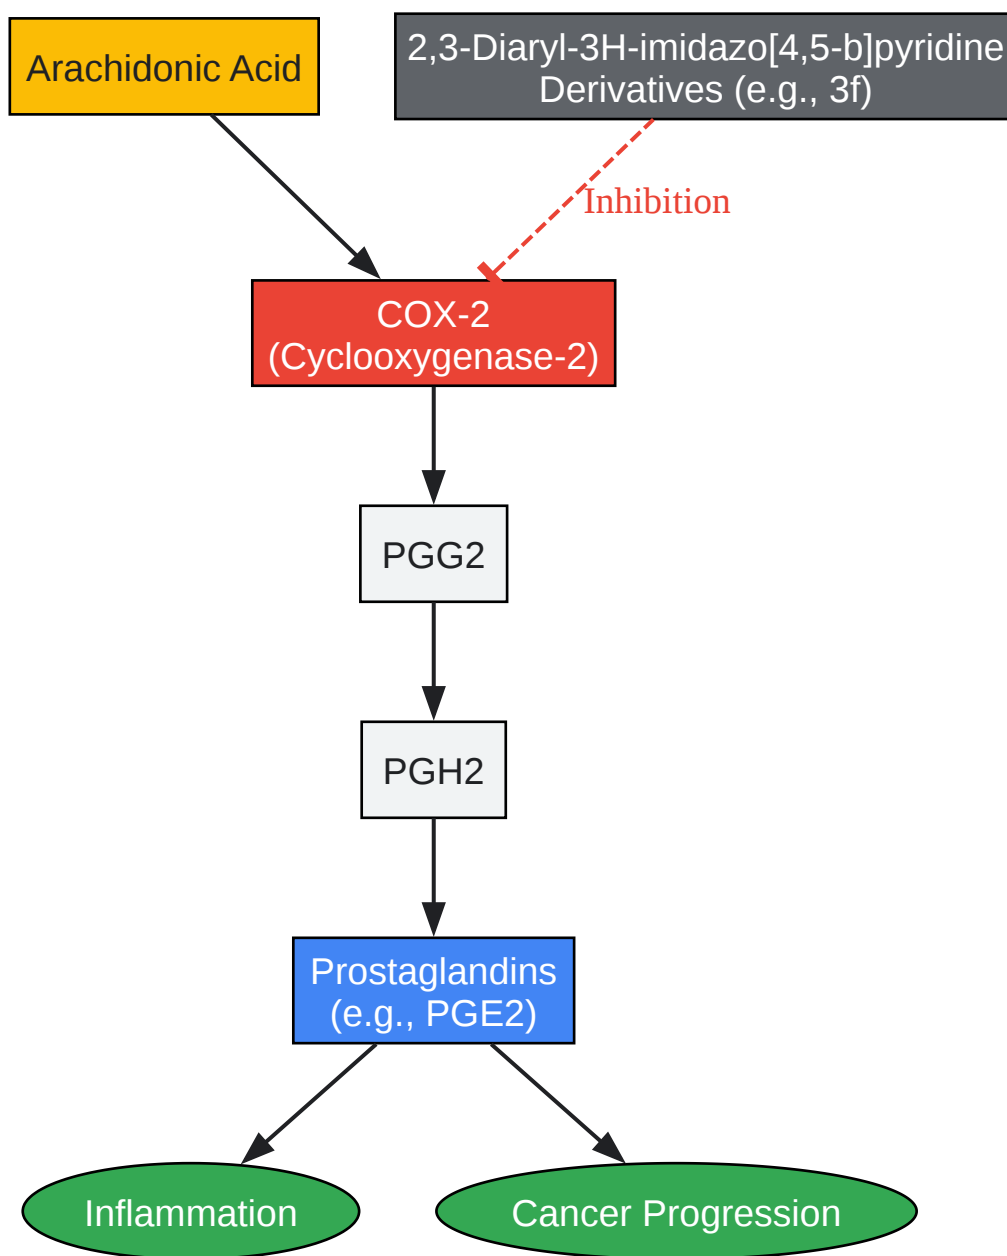 Arachidonic Acid
2,3-Diaryl-3H-imidazo[4,5-b]pyridine
Derivatives (e.g., 3f)
Inhibition
COX-2
(Cyclooxygenase-2)
PGG2
PGH2
Prostaglandins
(e.g., PGE2)
Inflammation
Cancer Progression